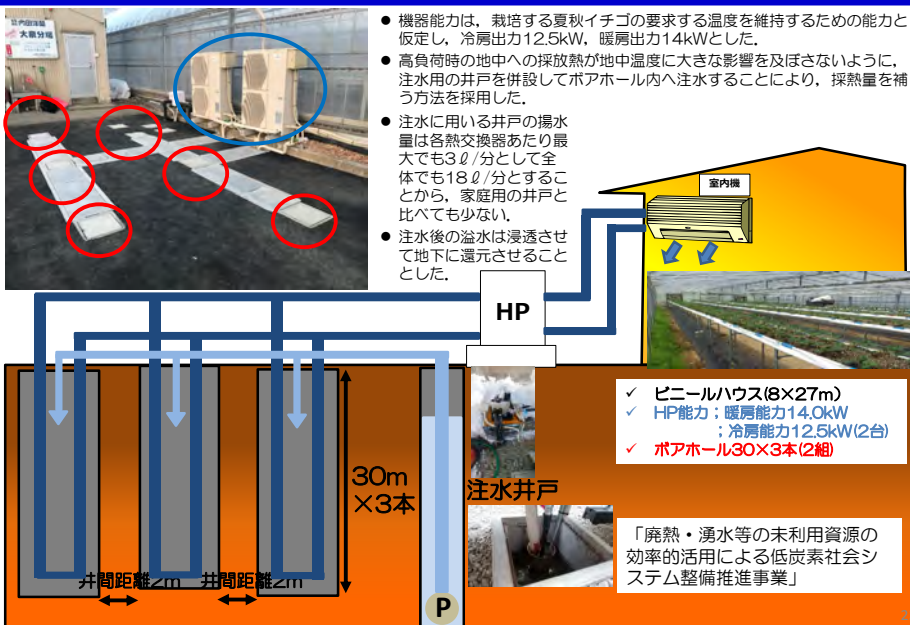 大東分場
● 機器能力は，栽培する夏秋イチゴの要求する温度を維持するための能力と
仮定し，冷房出力12.5kW，暖房出力14kWとした．
● 高負荷時の地中への採放熱が地中温度に大きな影響を及ぼさないように，
注水用の井戸を併設してボアホール内へ注水することにより，採熱量を補
う方法を採用した．
● 注水に用いる井戸の揚水
量は各熱交換器あたり最
大でも3ℓ/分として全
体でも18ℓ/分とするこ
とから，家庭用の井戸と
比べても少ない．
● 注水後の溢水は浸透させ
て地下に還元させること
とした．
室内機
HP
✓ ビニールハウス(8×27m)
✓ HP能力；暖房能力14.0kW
；冷房能力12.5kW(2台)
✓ ボアホール30×3本(2組)
30m
×3本
注水井戸
「廃熱・湧水等の未利用資源の
効率的活用による低炭素社会シ
ステム整備推進事業」
井間距離2m
井間距離2m
P